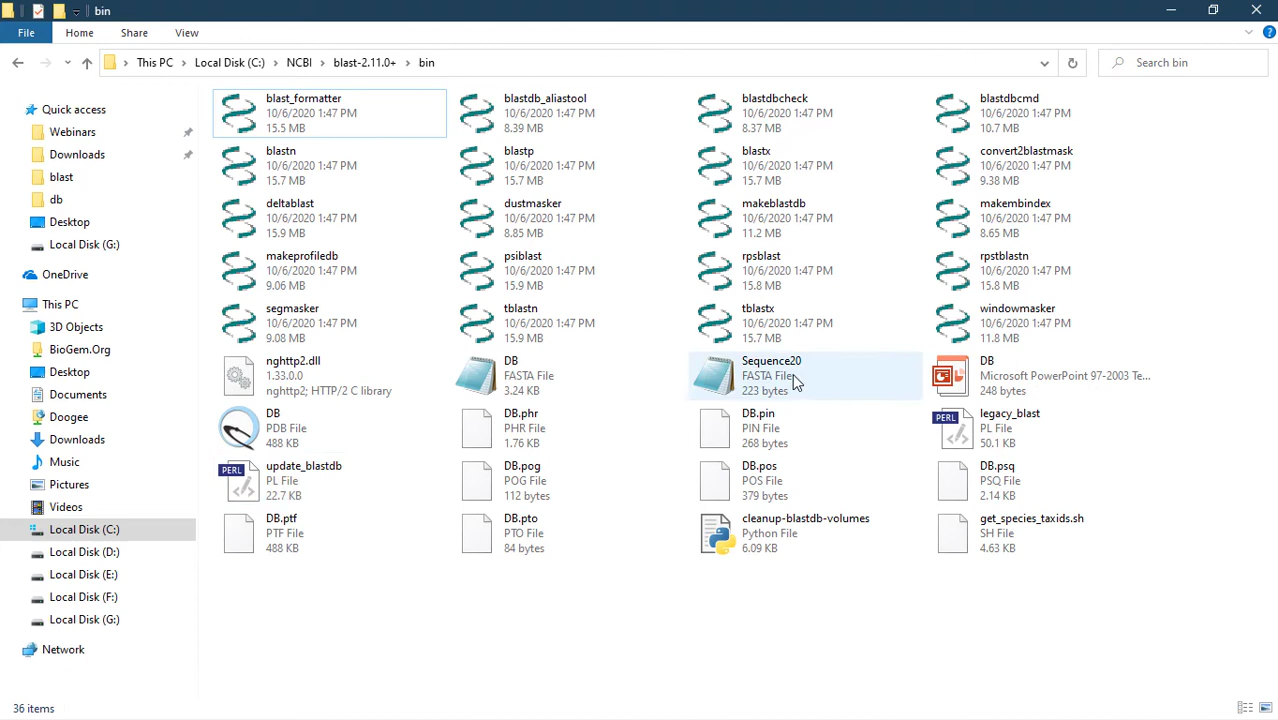 bin
File
Home
Share
View
This PC
Local Disk (C:)
NCBI
blast-2.11.0+
bin
Search bin
Quick access
Webinars
Downloads
blast
db
Desktop
Local Disk (G:)
OneDrive
This PC
3D Objects
BioGem.Org
Desktop
Documents
Doogee
Downloads
Music
Pictures
Videos
Local Disk (C:)
Local Disk (D:)
Local Disk (E:)
Local Disk (F:)
Local Disk (G:)
Network
blast_formatter
10/6/2020 1:47 PM
15.5 MB
blastdb_aliastool
10/6/2020 1:47 PM
8.39 MB
blastdbcheck
10/6/2020 1:47 PM
8.37 MB
blastdbcmd
10/6/2020 1:47 PM
10.7 MB
blastn
10/6/2020 1:47 PM
15.7 MB
blastp
10/6/2020 1:47 PM
15.7 MB
blastx
10/6/2020 1:47 PM
15.7 MB
convert2blastmask
10/6/2020 1:47 PM
9.38 MB
deltablast
10/6/2020 1:47 PM
15.9 MB
dustmasker
10/6/2020 1:47 PM
8.85 MB
makeblastdb
10/6/2020 1:47 PM
11.2 MB
makembindex
10/6/2020 1:47 PM
8.65 MB
makeprofiledb
10/6/2020 1:47 PM
9.06 MB
psiblast
10/6/2020 1:47 PM
15.9 MB
rpsblast
10/6/2020 1:47 PM
15.8 MB
rpstblastn
10/6/2020 1:47 PM
15.8 MB
segmasker
10/6/2020 1:47 PM
9.08 MB
tblastn
10/6/2020 1:47 PM
15.9 MB
tblastx
10/6/2020 1:47 PM
15.7 MB
windowmasker
10/6/2020 1:47 PM
11.8 MB
nghttp2.dll
1.33.0.0
nghttp2; HTTP/2 C library
DB
FASTA File
3.24 KB
Sequence20
FASTA File
223 bytes
DB
Microsoft PowerPoint 97-2003 Te...
248 bytes
DB
PDB File
488 KB
DB.phr
PHR File
1.76 KB
DB.pin
PIN File
268 bytes
PERL
legacy_blast
PL File
50.1 KB
PERL
update_blastdb
PL File
22.7 KB
DB.pog
POG File
112 bytes
DB.pos
POS File
379 bytes
DB.psq
PSQ File
2.14 KB
DB.ptf
PTF File
488 KB
DB.pto
PTO File
84 bytes
cleanup-blastdb-volumes
Python File
6.09 KB
get_species_taxids.sh
SH File
4.63 KB
36 items